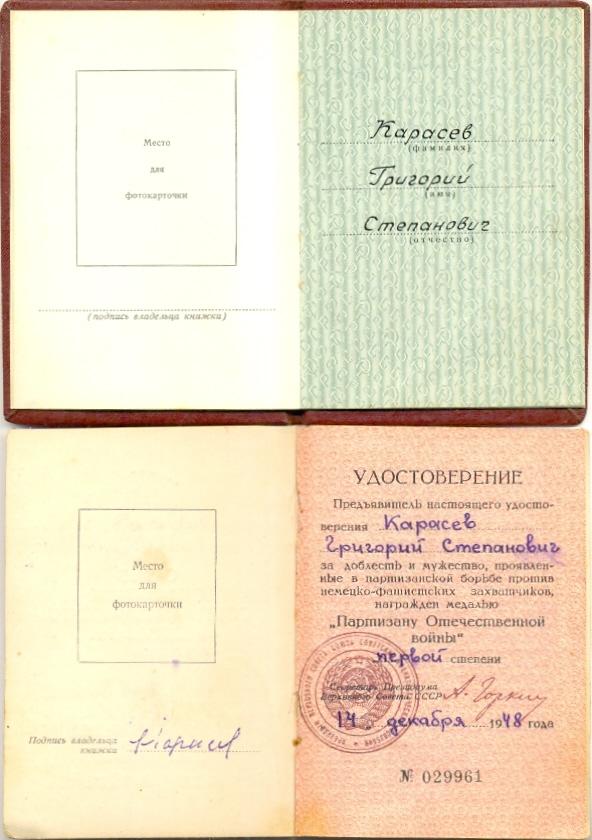 Место
для
фотокарточки
(подпись владельца книжки)
Карасев
(фамилия)
Григорий
(имя)
Степанович
(отчество)
Место
для
фотокарточки
Подпись владельца
книжки
Карасев
УДОСТОВЕРЕНИЕ
Предъявитель настоящего удосто-
верения Карасев
Григорий Степанович
за доблесть и мужество, проявлен-
ные в партизанской борьбе против
немецко-фашистских захватчиков,
награжден медалью
„Партизану Отечественной
войны“
первой степени
Секретарь Президиума
Верховного Совета СССР А. Горкин
14 декабря 1948 года
№ 029961